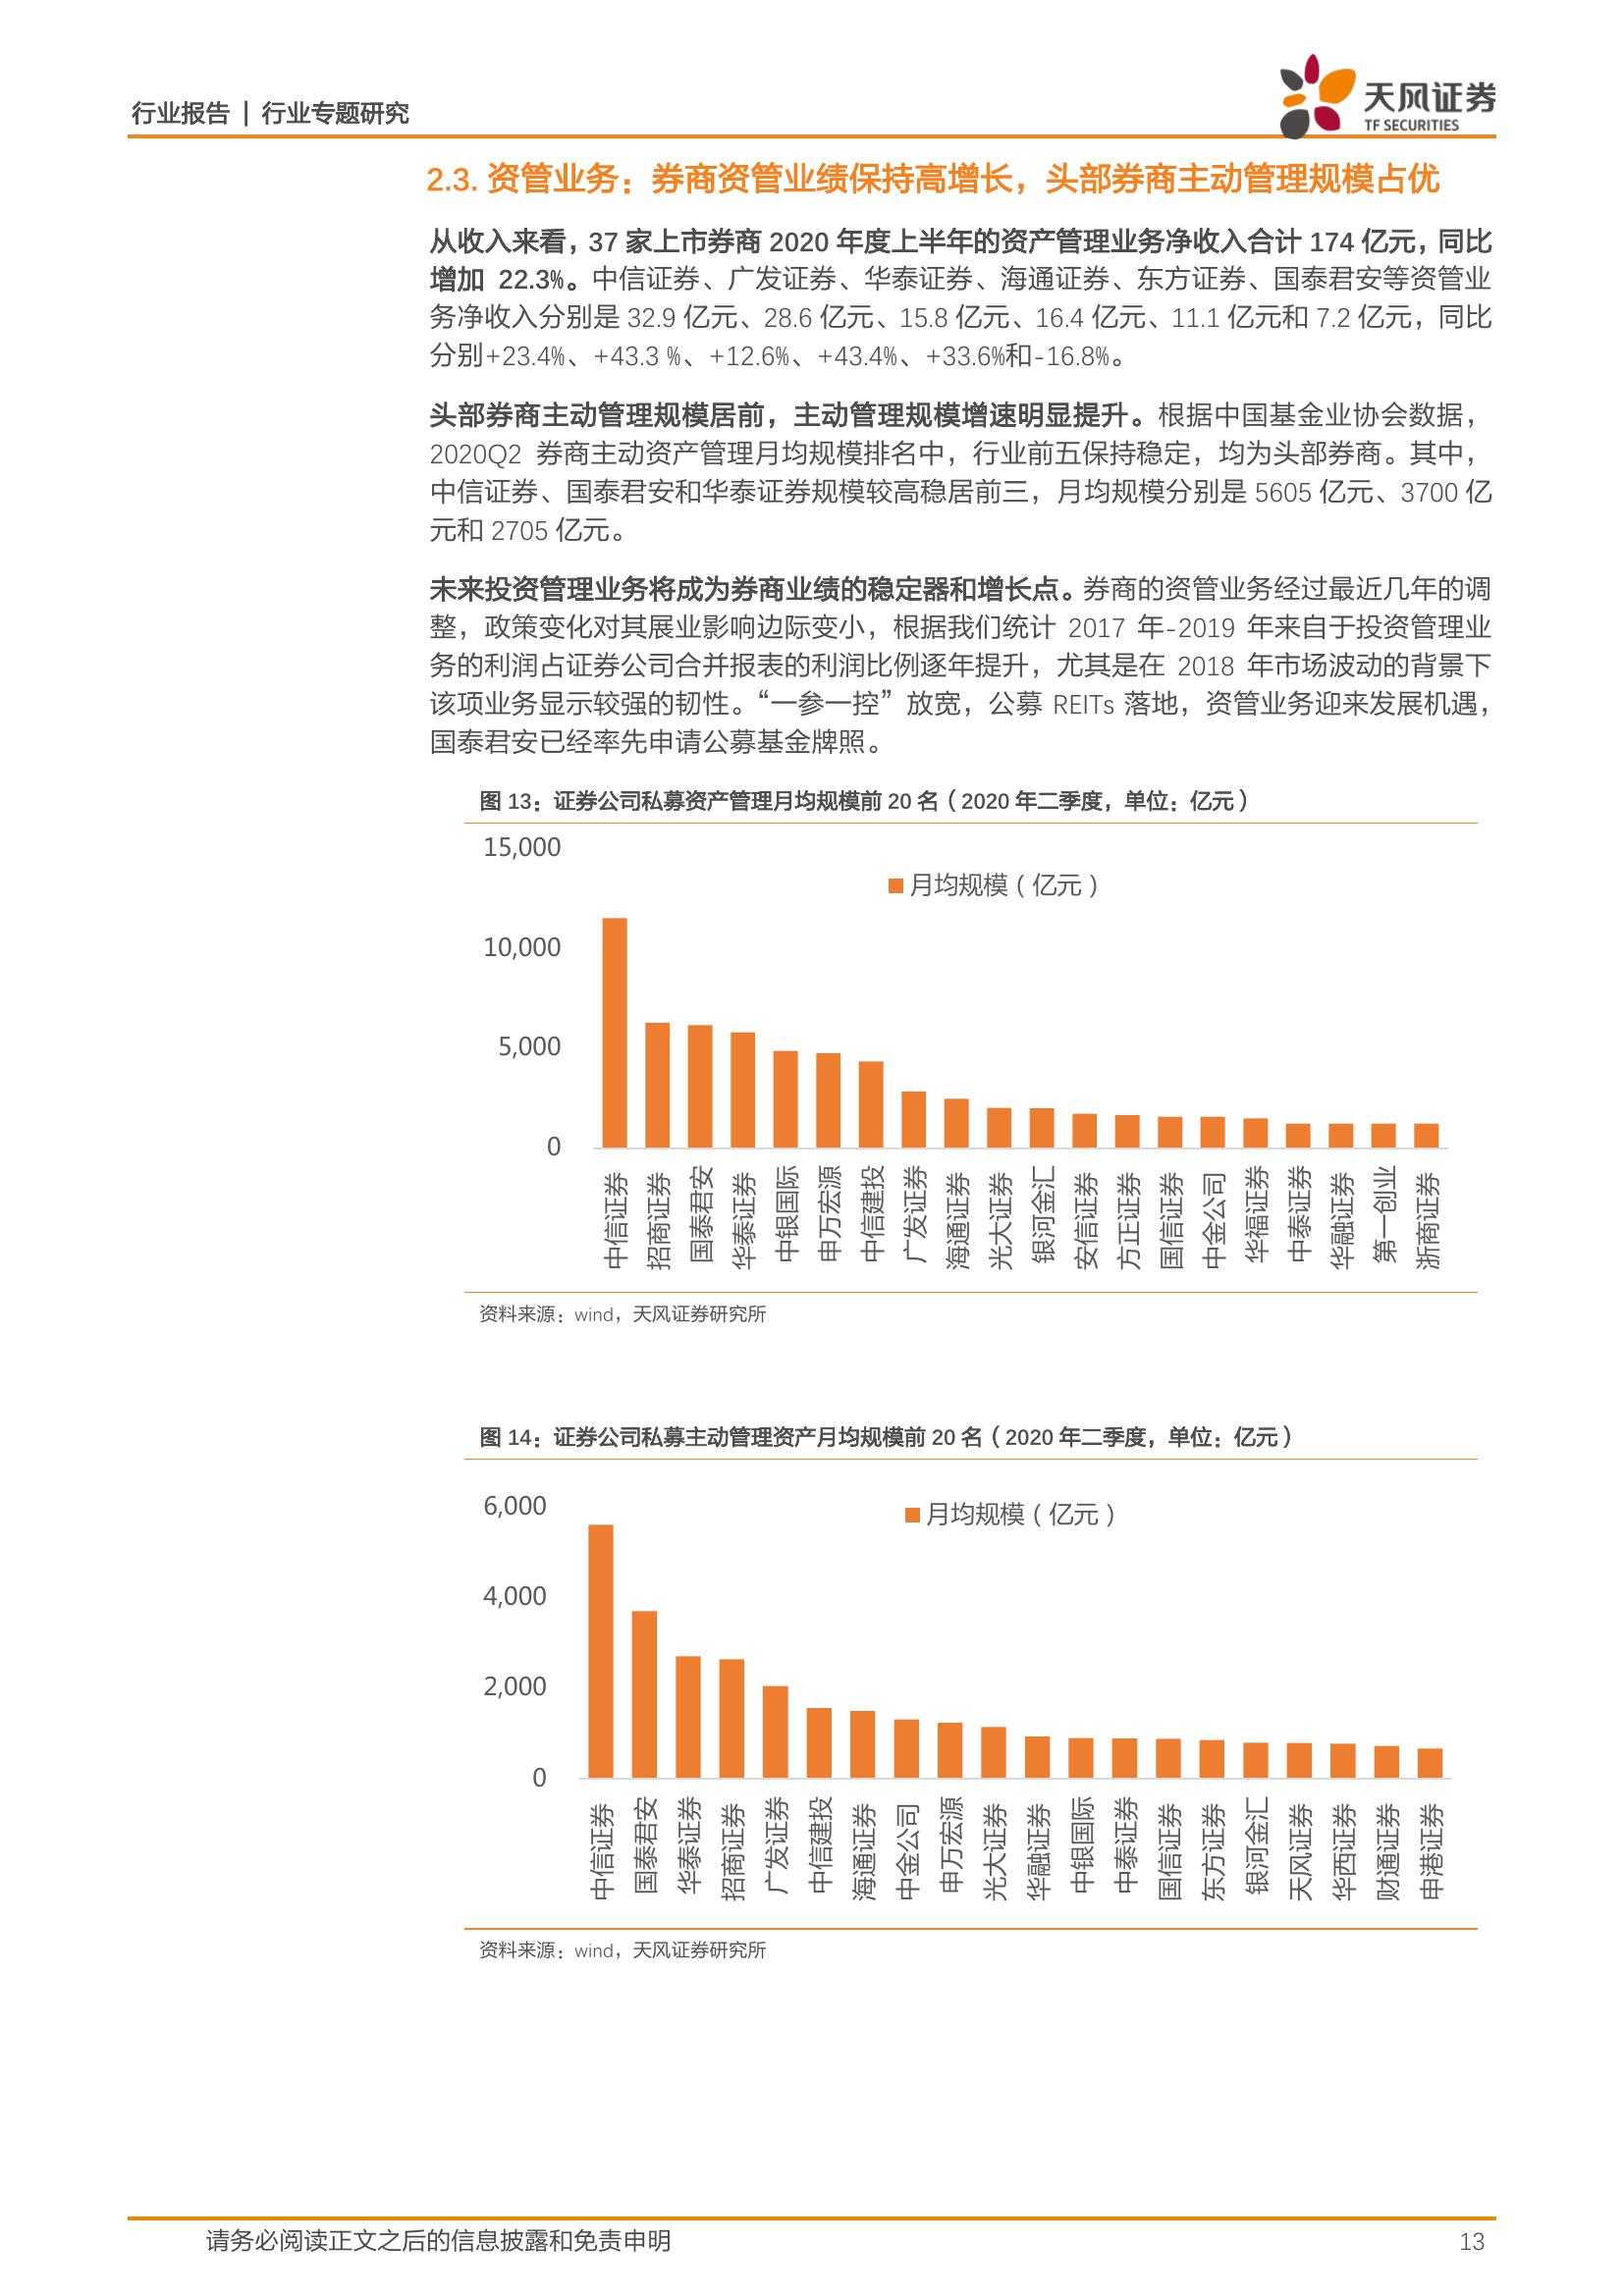 行业报告 | 行业专题研究
天风证券
TF SECURITIES
2.3. 资管业务：券商资管业绩保持高增长，头部券商主动管理规模占优
从收入来看，37 家上市券商 2020 年度上半年的资产管理业务净收入合计 174 亿元，同比
增加 22.3%。中信证券、广发证券、华泰证券、海通证券、东方证券、国泰君安等资管业
务净收入分别是 32.9 亿元、28.6 亿元、15.8 亿元、16.4 亿元、11.1 亿元和 7.2 亿元，同比
分别+23.4%、+43.3 %、+12.6%、+43.4%、+33.6%和-16.8%。
头部券商主动管理规模居前，主动管理规模增速明显提升。根据中国基金业协会数据，
2020Q2 券商主动资产管理月均规模排名中，行业前五保持稳定，均为头部券商。其中，
中信证券、国泰君安和华泰证券规模较高稳居前三，月均规模分别是 5605 亿元、3700 亿
元和 2705 亿元。
未来投资管理业务将成为券商业绩的稳定器和增长点。券商的资管业务经过最近几年的调
整，政策变化对其展业影响边际变小，根据我们统计 2017 年-2019 年来自于投资管理业
务的利润占证券公司合并报表的利润比例逐年提升，尤其是在 2018 年市场波动的背景下
该项业务显示较强的韧性。“一参一控”放宽，公募 REITs 落地，资管业务迎来发展机遇，
国泰君安已经率先申请公募基金牌照。
图 13：证券公司私募资产管理月均规模前 20 名（2020 年二季度，单位：亿元）
15,000
月均规模（亿元）
10,000
5,000
0
中信证券
招商证券
国泰君安
华泰证券
中银国际
申万宏源
中信建投
广发证券
海通证券
光大证券
银河金汇
安信证券
方正证券
国信证券
中金公司
华福证券
中泰证券
华融证券
第一创业
浙商证券
资料来源：wind，天风证券研究所
图 14：证券公司私募主动管理资产月均规模前 20 名（2020 年二季度，单位：亿元）
6,000
月均规模（亿元）
4,000
2,000
0
中信证券
国泰君安
华泰证券
招商证券
广发证券
中信建投
海通证券
中金公司
申万宏源
光大证券
华融证券
中银国际
中泰证券
国信证券
东方证券
银河金汇
天风证券
华西证券
财通证券
申港证券
资料来源：wind，天风证券研究所
请务必阅读正文之后的信息披露和免责申明
13